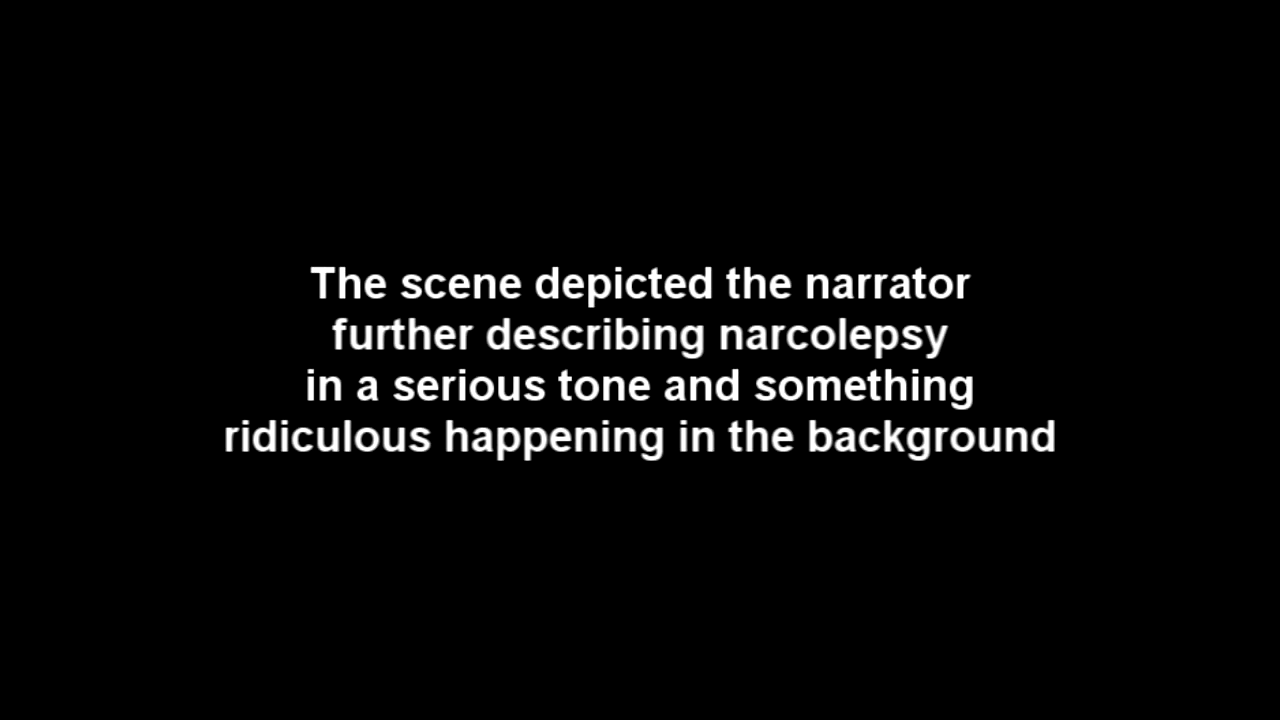 The scene depicted the narrator
further describing narcolepsy
in a serious tone and something
ridiculous happening in the background